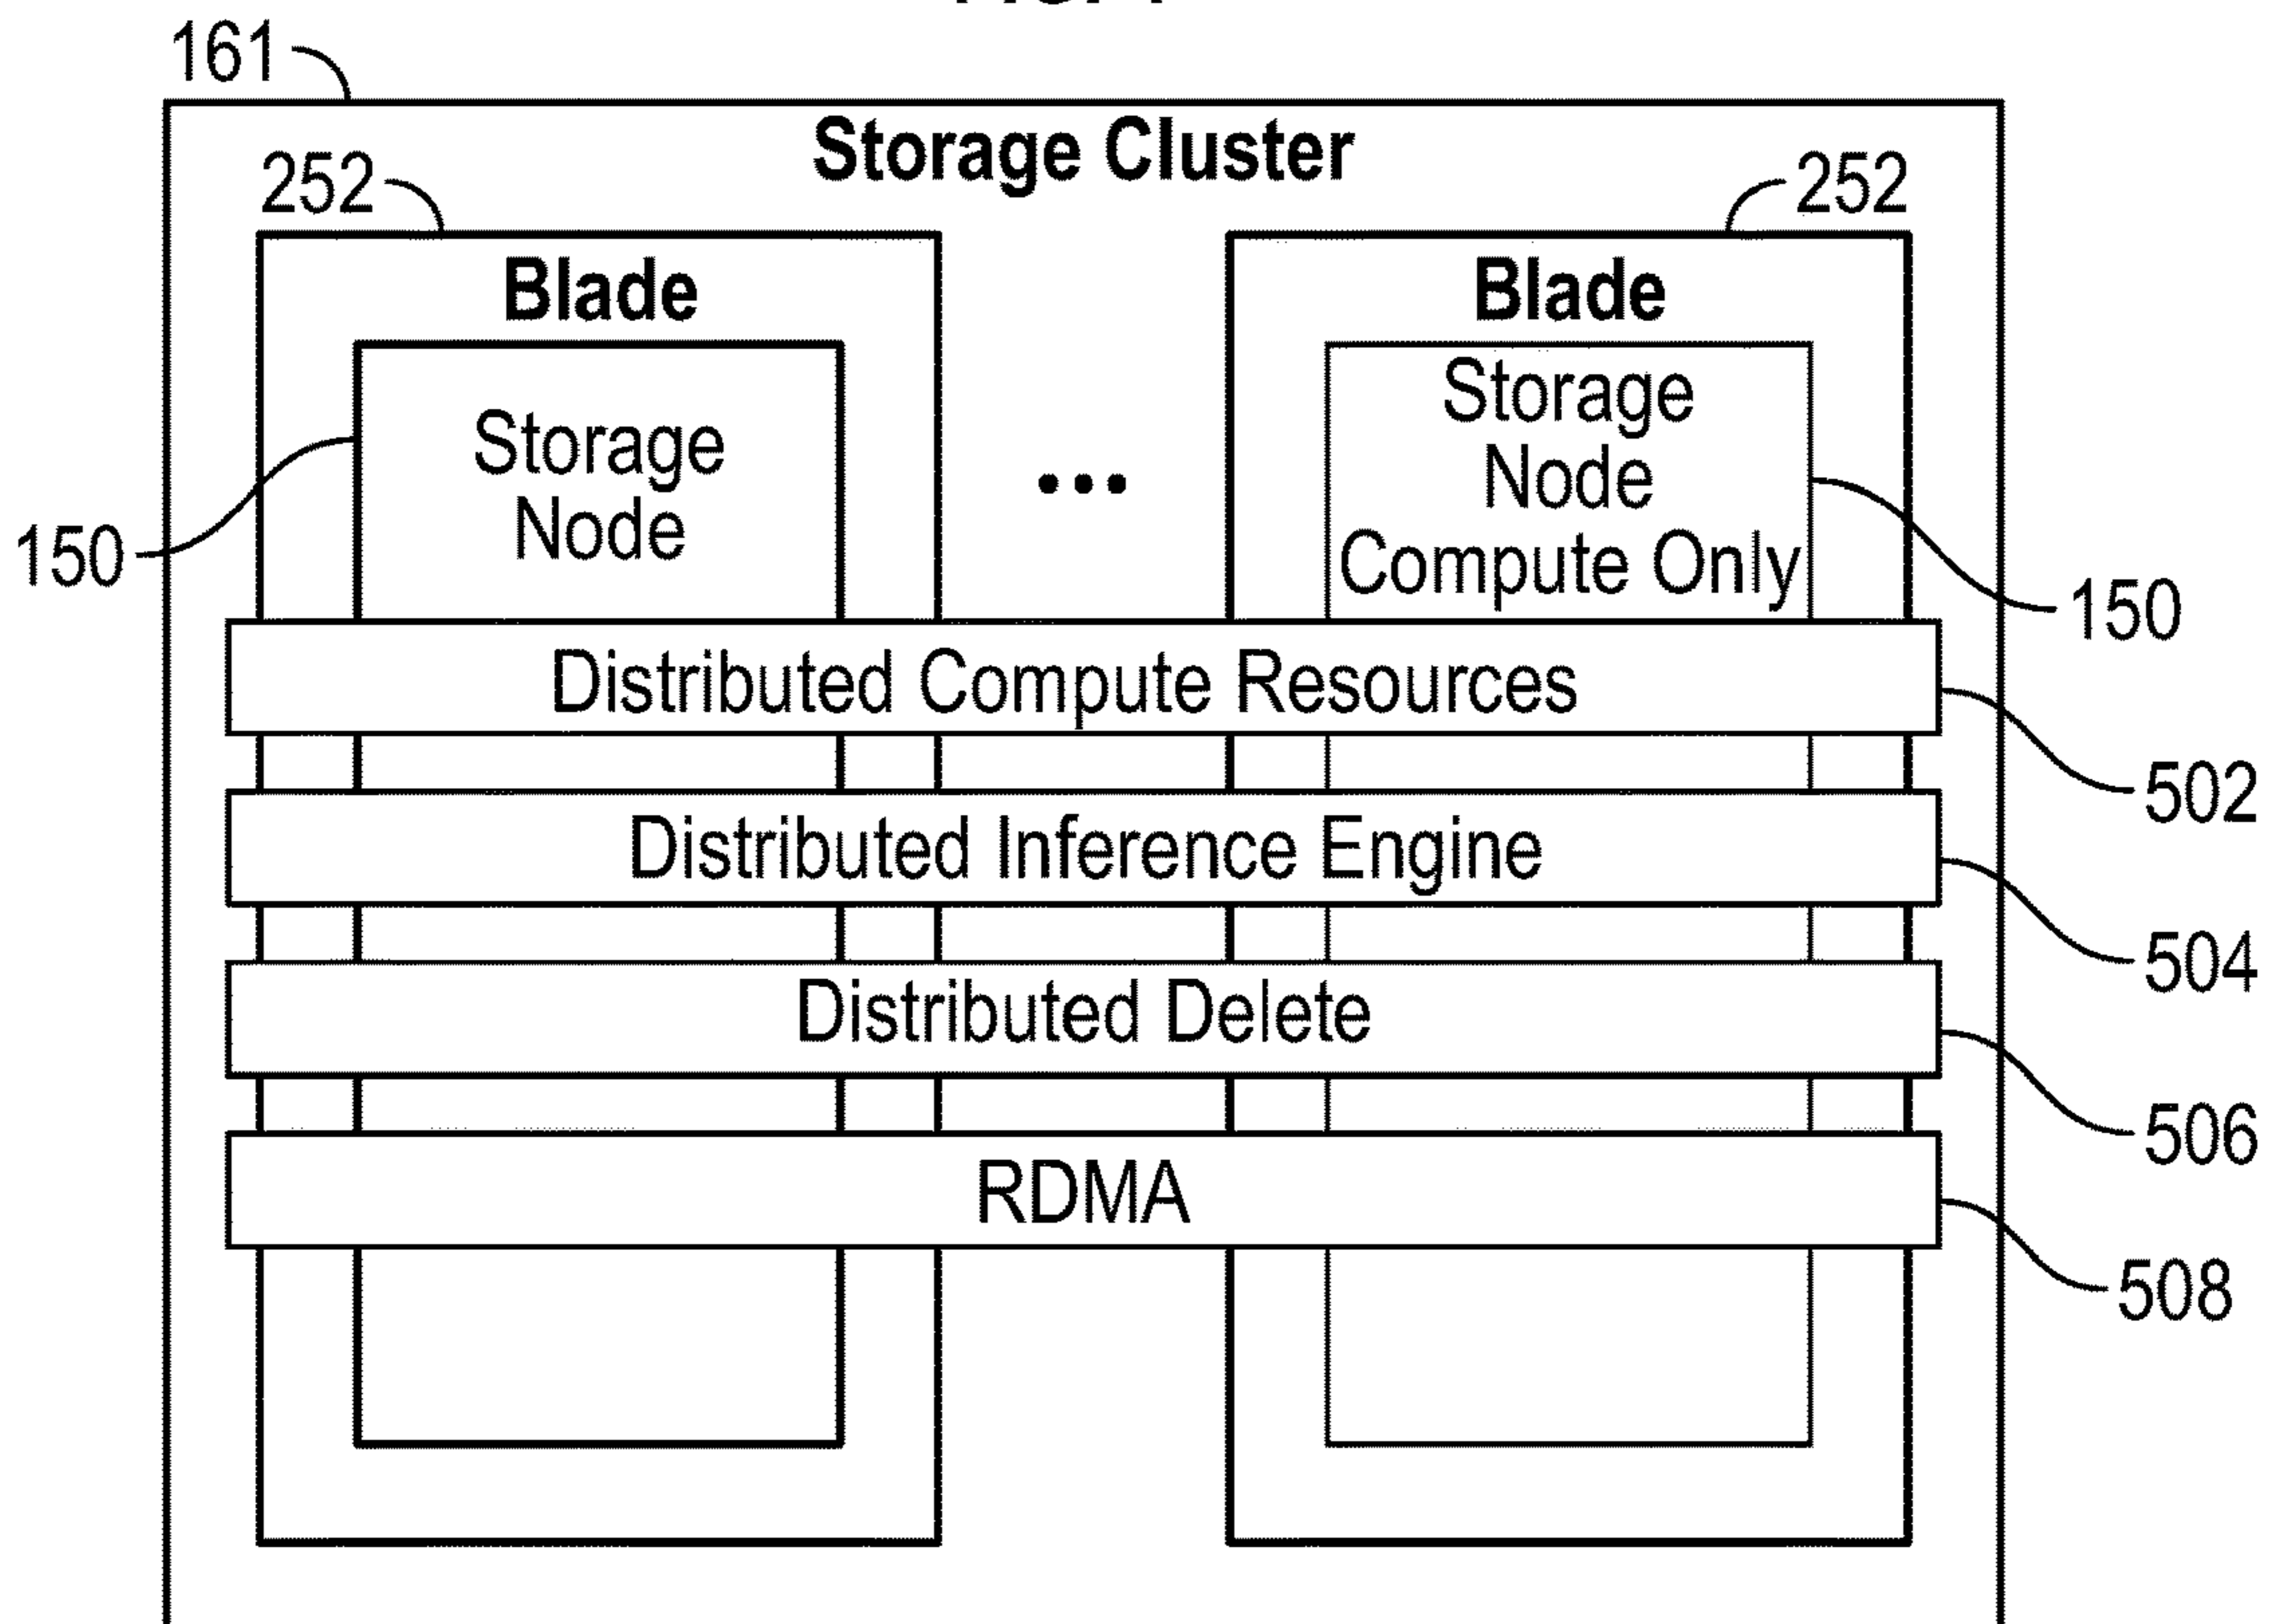 161
Storage Cluster
252
252
Blade
Blade
Storage
Node
Storage
Node
Compute Only
150
150
Distributed Compute Resources
502
Distributed Inference Engine
504
Distributed Delete
506
RDMA
508